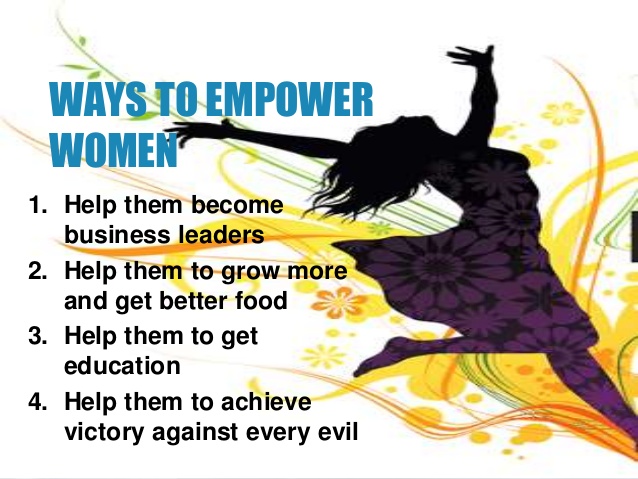 WAYS TO EMPOWER
WOMEN
1. Help them become
business leaders
2. Help them to grow more
and get better food
3. Help them to get
education
4. Help them to achieve
victory against every evil